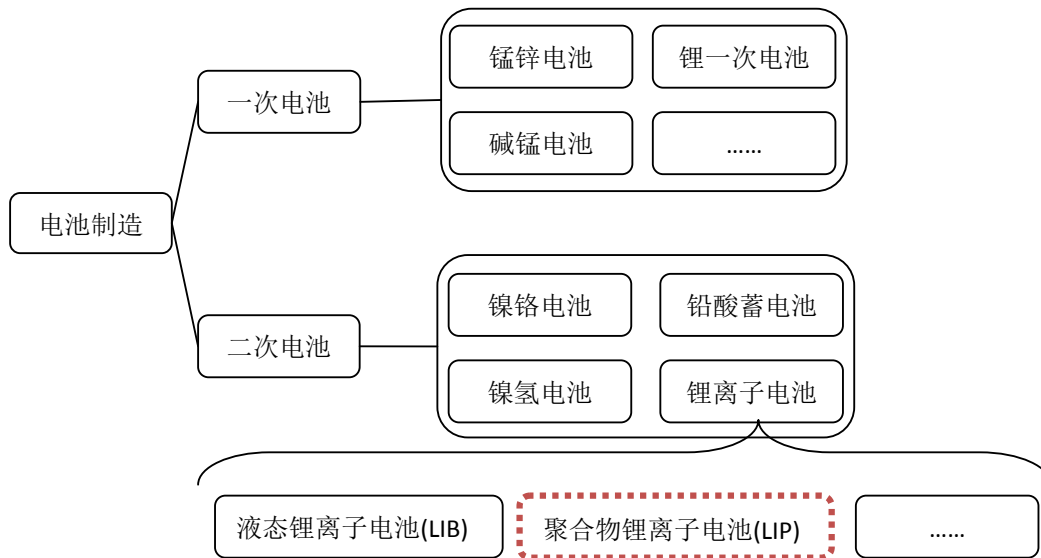 锰锌电池
锂一次电池
一次电池
碱锰电池
……
电池制造
镍铬电池
铅酸蓄电池
二次电池
镍氢电池
锂离子电池
液态锂离子电池(LIB)
聚合物锂离子电池(LIP)
……